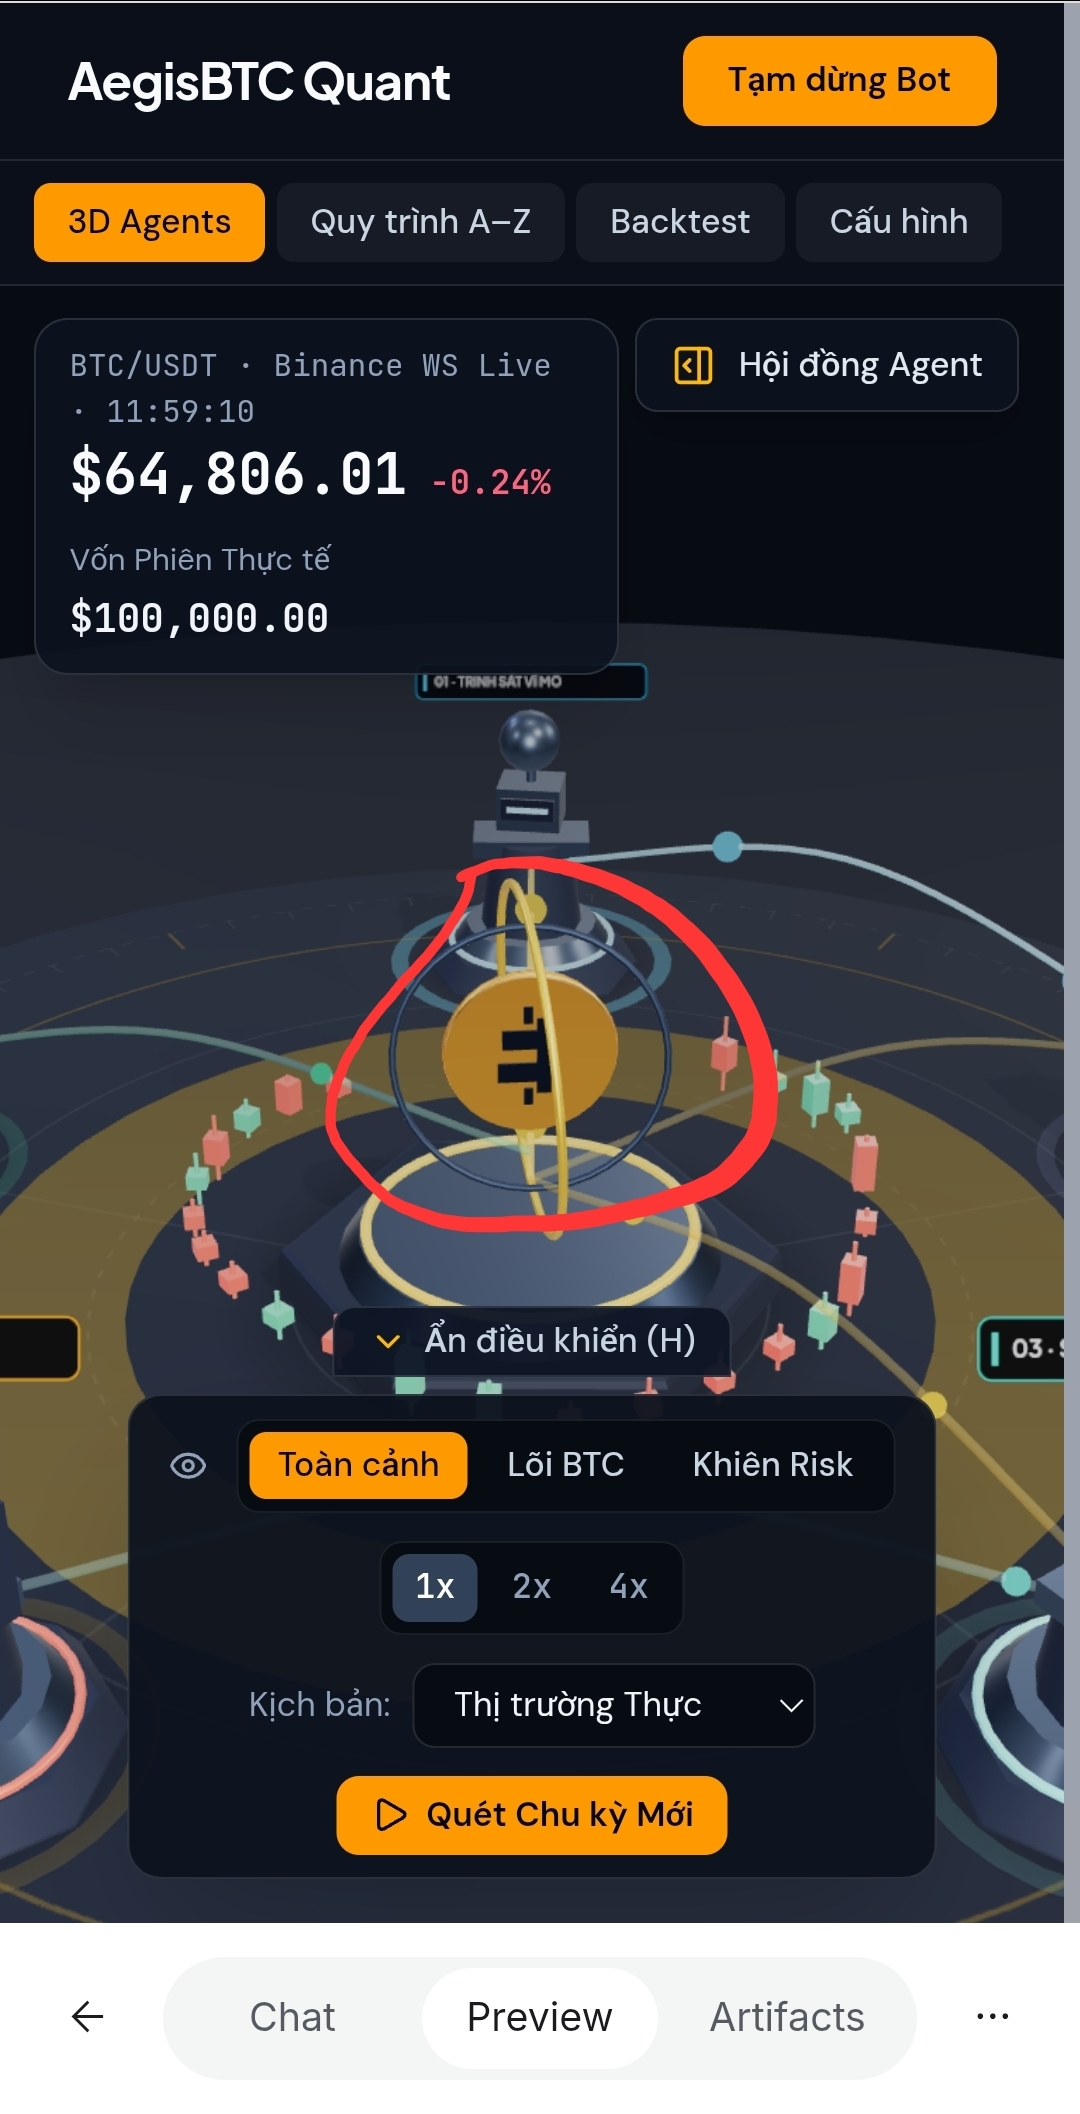 AegisBTC Quant
Tạm dừng Bot
3D Agents
Quy trình A–Z
Backtest
Cấu hình
BTC/USDT · Binance WS Live
· 11:59:10
$64,806.01 -0.24%
Vốn Phiên Thực tế
$100,000.00
Hội đồng Agent
01 - TRINH SÁT VĨ MÔ
03 ·
Ẩn điều khiển (H)
Toàn cảnh
Lõi BTC
Khiên Risk
1x
2x
4x
Kịch bản:
Thị trường Thực
Quét Chu kỳ Mới
Chat
Preview
Artifacts